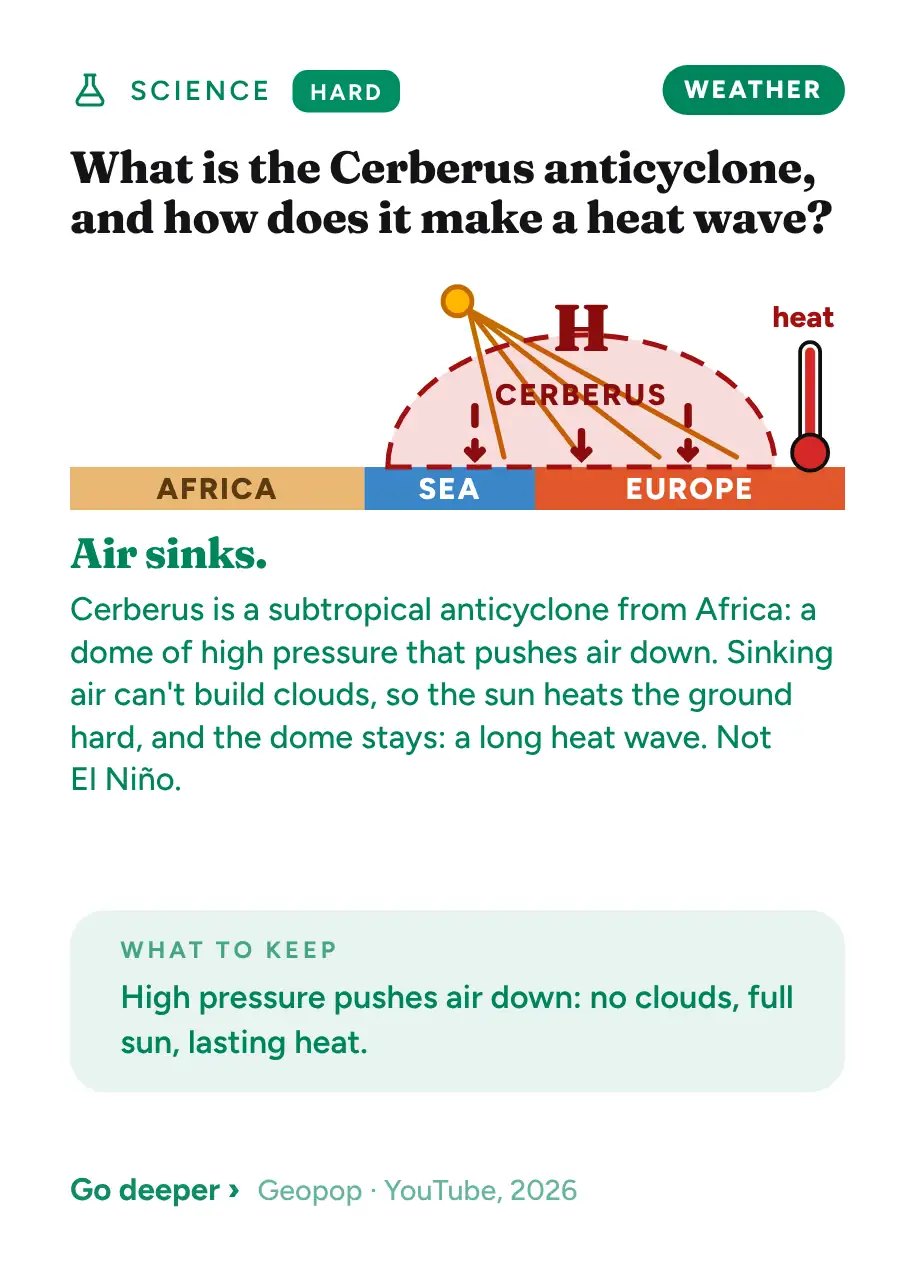 SCIENCE HARD WEATHER
What is the Cerberus anticyclone,
and how does it make a heat wave?
H
heat
CERBERUS
AFRICA SEA EUROPE
Air sinks.
Cerberus is a subtropical anticyclone from Africa: a
dome of high pressure that pushes air down. Sinking
air can't build clouds, so the sun heats the ground
hard, and the dome stays: a long heat wave. Not
El Niño.
WHAT TO KEEP
High pressure pushes air down: no clouds, full
sun, lasting heat.
Go deeper › Geopop · YouTube, 2026